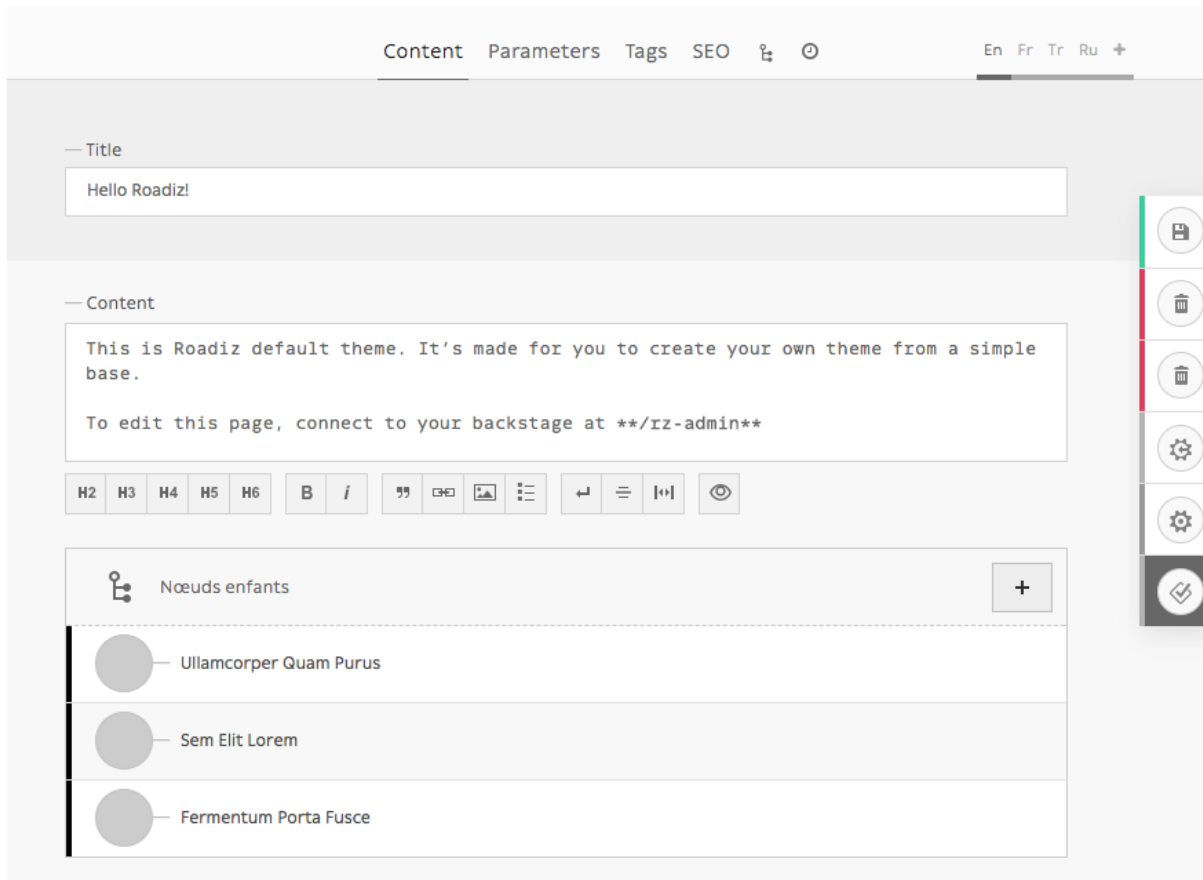 Content Parameters Tags SEO
En Fr Tr Ru +
Title
Hello Roadiz!
Content
This is Roadiz default theme. It’s made for you to create your own theme from a simple
base.
To edit this page, connect to your backstage at **/rz-admin**
H2 H3 H4 H5 H6 B i
Nœuds enfants +
Ullamcorper Quam Purus
Sem Elit Lorem
Fermentum Porta Fusce